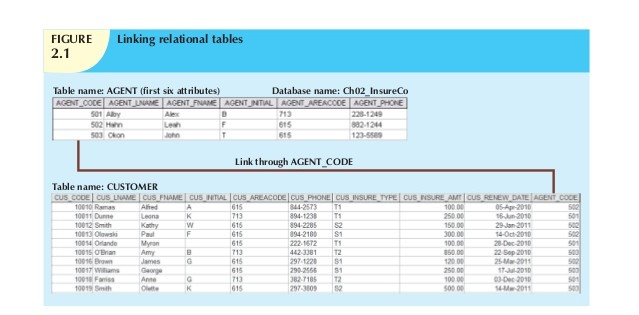 FIGURE
2.1
Linking relational tables
Table name: AGENT (first six attributes) Database name: Ch02_InsureCo
AGENT_CODE AGENT_LNAME AGENT_FNAME AGENT_INITIAL AGENT_AREACODE AGENT_PHONE
501 Alby Alex B 713 228-1249
502 Hahn Leah F 615 882-1244
503 Okon John T 615 123-5589
Link through AGENT_CODE
Table name: CUSTOMER
CUS_CODE CUS_LNAME CUS_FNAME CUS_INITIAL CUS_AREACODE CUS_PHONE CUS_INSURE_TYPE CUS_INSURE_AMT CUS_RENEW_DATE AGENT_CODE
10010 Ramas Alfred A 615 844-2573 T1 100.00 05-Apr-2010 502
10011 Dunne Leona K 713 894-1238 T1 250.00 16-Jun-2010 501
10012 Smith Kathy W 615 894-2285 S2 150.00 29-Jan-2011 502
10013 Olowski Paul F 615 894-2180 S1 300.00 14-Oct-2010 502
10014 Orlando Myron 615 222-1672 T1 100.00 28-Dec-2010 501
10015 O'Brian Amy B 713 442-3381 T2 850.00 22-Sep-2010 503
10016 Brown James G 615 297-1228 S1 120.00 25-Mar-2011 502
10017 Williams George 615 290-2556 S1 250.00 17-Jul-2010 503
10018 Farriss Anne G 713 382-7185 T2 100.00 03-Dec-2010 501
10019 Smith Olette K 615 297-3809 S2 500.00 14-Mar-2011 503